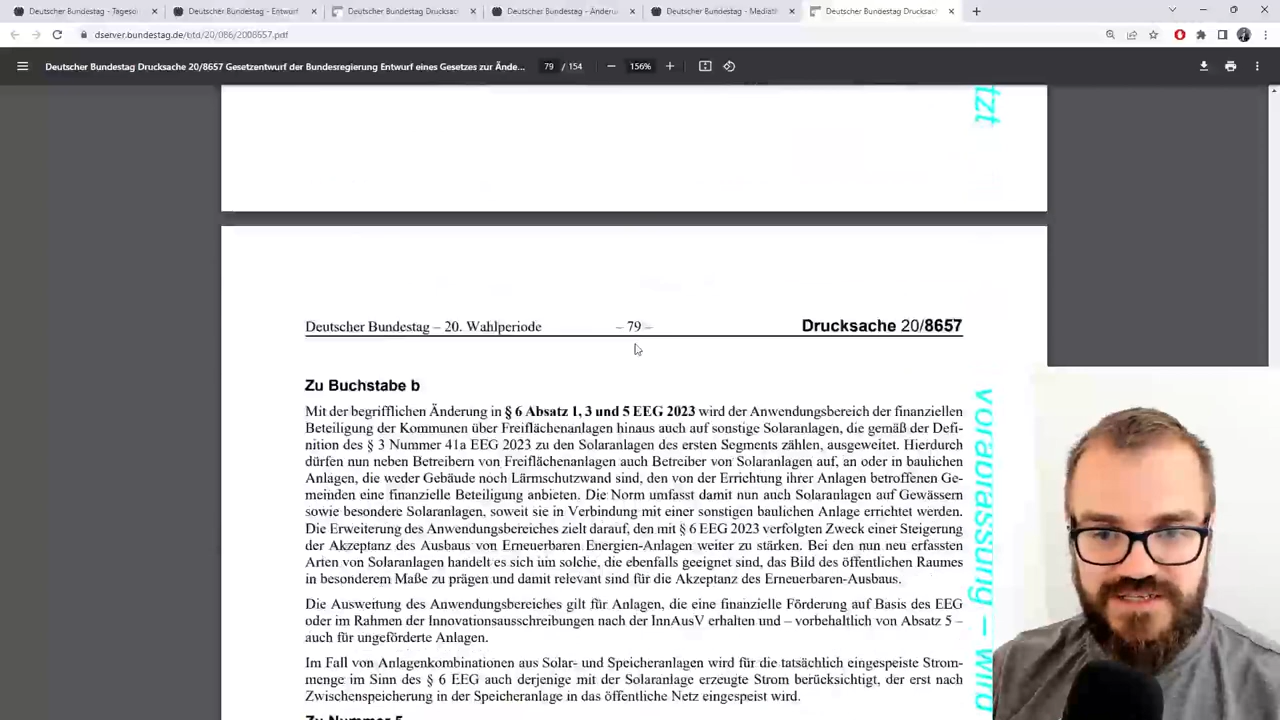 Deutscher Bundestag - Tageso
Deutscher Bundestag - Entwurf
Deutscher Bundestag Drucksac
Deutscher Bundestag - Änderu
Deutscher Bundestag - Mediath
Deutscher Bundestag Drucksac
dserver.bundestag.de/btd/20/086/2008657.pdf
Deutscher Bundestag Drucksache 20/8657 Gesetzentwurf der Bundesregierung Entwurf eines Gesetzes zur Ände...
79 / 154
156%
tzt
Deutscher Bundestag – 20. Wahlperiode – 79 – Drucksache 20/8657
Zu Buchstabe b
Mit der begrifflichen Änderung in § 6 Absatz 1, 3 und 5 EEG 2023 wird der Anwendungsbereich der finanziellen
Beteiligung der Kommunen über Freiflächenanlagen hinaus auch auf sonstige Solaranlagen, die gemäß der Defi-
nition des § 3 Nummer 41a EEG 2023 zu den Solaranlagen des ersten Segments zählen, ausgeweitet. Hierdurch
dürfen nun neben Betreibern von Freiflächenanlagen auch Betreiber von Solaranlagen auf, an oder in baulichen
Anlagen, die weder Gebäude noch Lärmschutzwand sind, den von der Errichtung ihrer Anlagen betroffenen Ge-
meinden eine finanzielle Beteiligung anbieten. Die Norm umfasst damit nun auch Solaranlagen auf Gewässern
sowie besondere Solaranlagen, soweit sie in Verbindung mit einer sonstigen baulichen Anlage errichtet werden.
Die Erweiterung des Anwendungsbereiches zielt darauf, den mit § 6 EEG 2023 verfolgten Zweck einer Steigerung
der Akzeptanz des Ausbaus von Erneuerbaren Energien-Anlagen weiter zu stärken. Bei den nun neu erfassten
Arten von Solaranlagen handelt es sich um solche, die ebenfalls geeignet sind, das Bild des öffentlichen Raumes
in besonderem Maße zu prägen und damit relevant sind für die Akzeptanz des Erneuerbaren-Ausbaus.
Die Ausweitung des Anwendungsbereiches gilt für Anlagen, die eine finanzielle Förderung auf Basis des EEG
oder im Rahmen der Innovationsausschreibungen nach der InnAusV erhalten und – vorbehaltlich von Absatz 5 –
auch für ungeförderte Anlagen.
Im Fall von Anlagenkombinationen aus Solar- und Speicheranlagen wird für die tatsächlich eingespeiste Strom-
menge im Sinn des § 6 EEG auch derjenige mit der Solaranlage erzeugte Strom berücksichtigt, der erst nach
Zwischenspeicherung in der Speicheranlage in das öffentliche Netz eingespeist wird.
Zu Nummer 5
Vorabfassung – wird